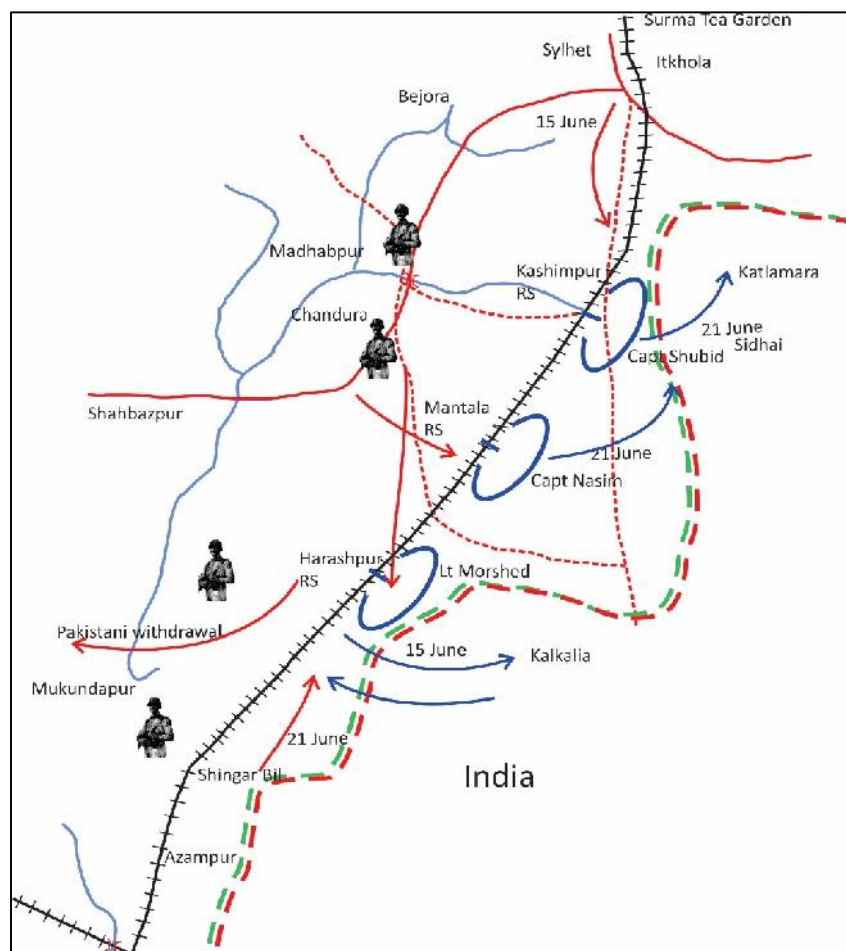 Surma Tea Garden
Sylhet
Itkhola
Bejora
15 June
Madhabpur
Kashimpur
RS
Katlamara
Chandura
21 June
Sidhai
Capt Shubid
Shahbazpur
Mantala
RS
21 June
Capt Nasim
Harashpur
RS
Lt Morshed
Pakistani withdrawal
15 June
Kalkalia
Mukundapur
21 June
Shingar Bil
India
Azampur